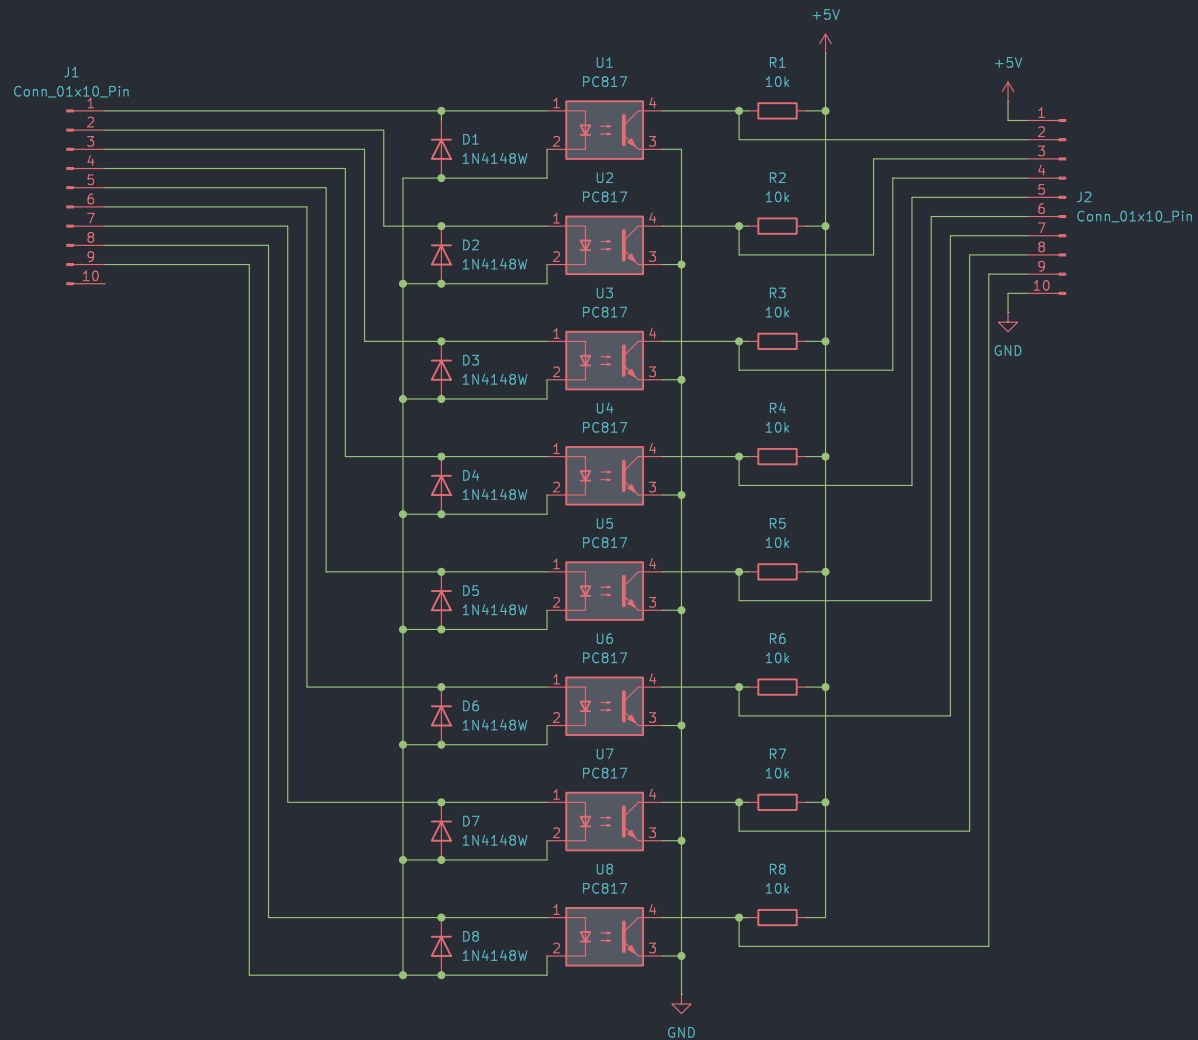 J1
Conn_01x10_Pin
1
2
3
4
5
6
7
8
9
10
D1
1N4148W
D2
1N4148W
D3
1N4148W
D4
1N4148W
D5
1N4148W
D6
1N4148W
D7
1N4148W
D8
1N4148W
U1
PC817
1
2
4
3
U2
PC817
1
2
4
3
U3
PC817
1
2
4
3
U4
PC817
1
2
4
3
U5
PC817
1
2
4
3
U6
PC817
1
2
4
3
U7
PC817
1
2
4
3
U8
PC817
1
2
4
3
GND
+5V
R1
10k
R2
10k
R3
10k
R4
10k
R5
10k
R6
10k
R7
10k
R8
10k
+5V
1
2
3
4
5
6
7
8
9
10
J2
Conn_01x10_Pin
GND